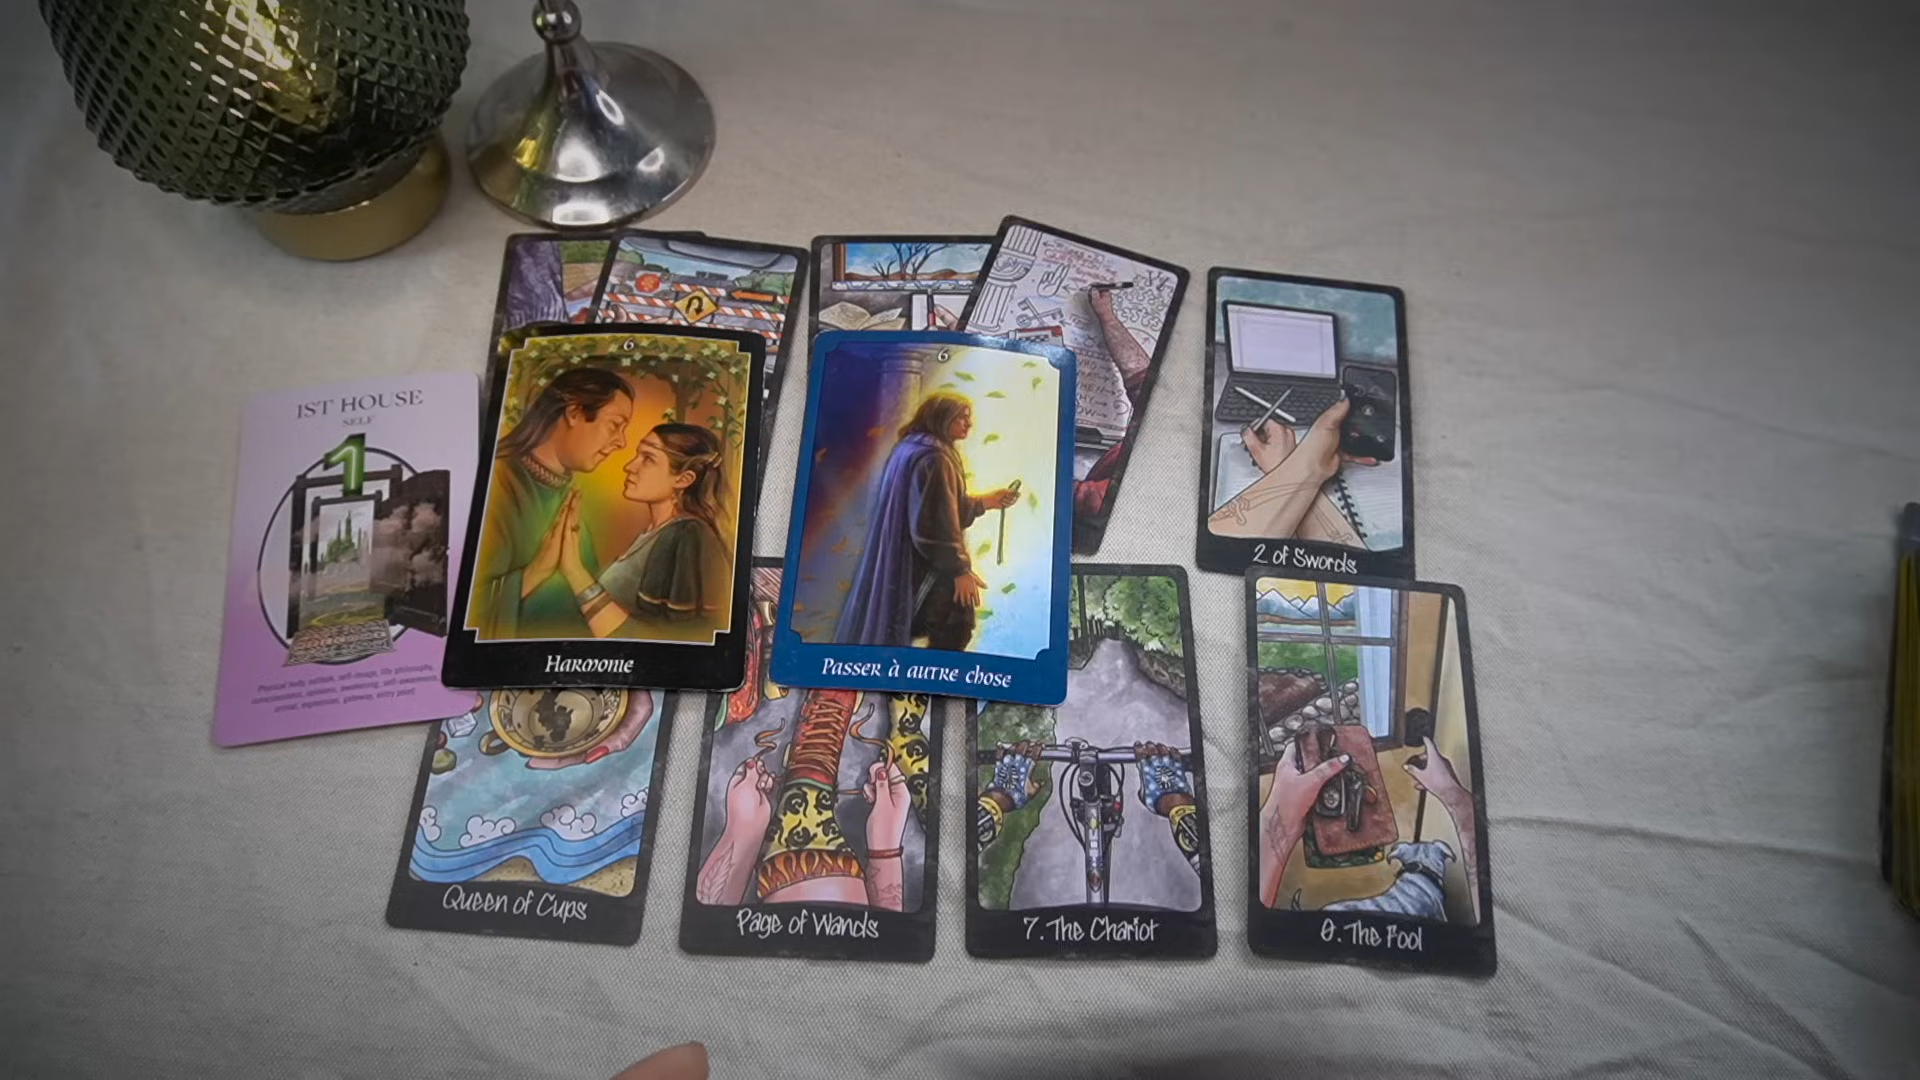 1ST HOUSE
SELF
1
6
Harmonie
6
Passer à autre chose
2 of Swords
Queen of Cups
Page of Wands
7. The Chariot
0. The Fool